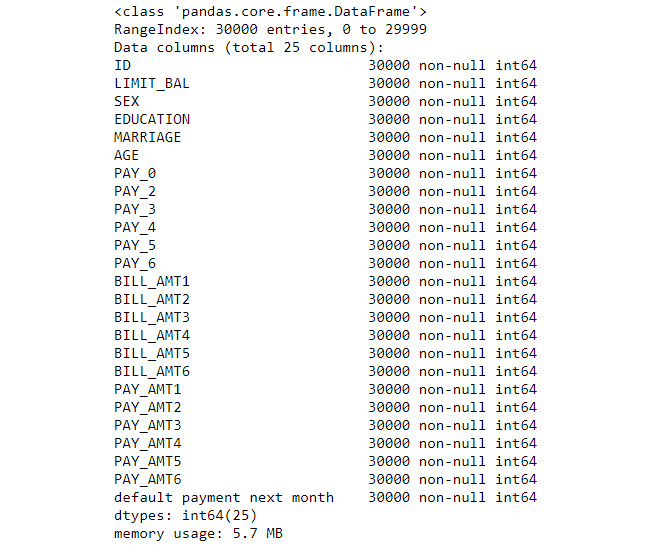 <class 'pandas.core.frame.DataFrame'>
RangeIndex: 30000 entries, 0 to 29999
Data columns (total 25 columns):
ID                            30000 non-null int64
LIMIT_BAL                     30000 non-null int64
SEX                           30000 non-null int64
EDUCATION                     30000 non-null int64
MARRIAGE                      30000 non-null int64
AGE                           30000 non-null int64
PAY_0                         30000 non-null int64
PAY_2                         30000 non-null int64
PAY_3                         30000 non-null int64
PAY_4                         30000 non-null int64
PAY_5                         30000 non-null int64
PAY_6                         30000 non-null int64
BILL_AMT1                     30000 non-null int64
BILL_AMT2                     30000 non-null int64
BILL_AMT3                     30000 non-null int64
BILL_AMT4                     30000 non-null int64
BILL_AMT5                     30000 non-null int64
BILL_AMT6                     30000 non-null int64
PAY_AMT1                      30000 non-null int64
PAY_AMT2                      30000 non-null int64
PAY_AMT3                      30000 non-null int64
PAY_AMT4                      30000 non-null int64
PAY_AMT5                      30000 non-null int64
PAY_AMT6                      30000 non-null int64
default payment next month    30000 non-null int64
dtypes: int64(25)
memory usage: 5.7 MB